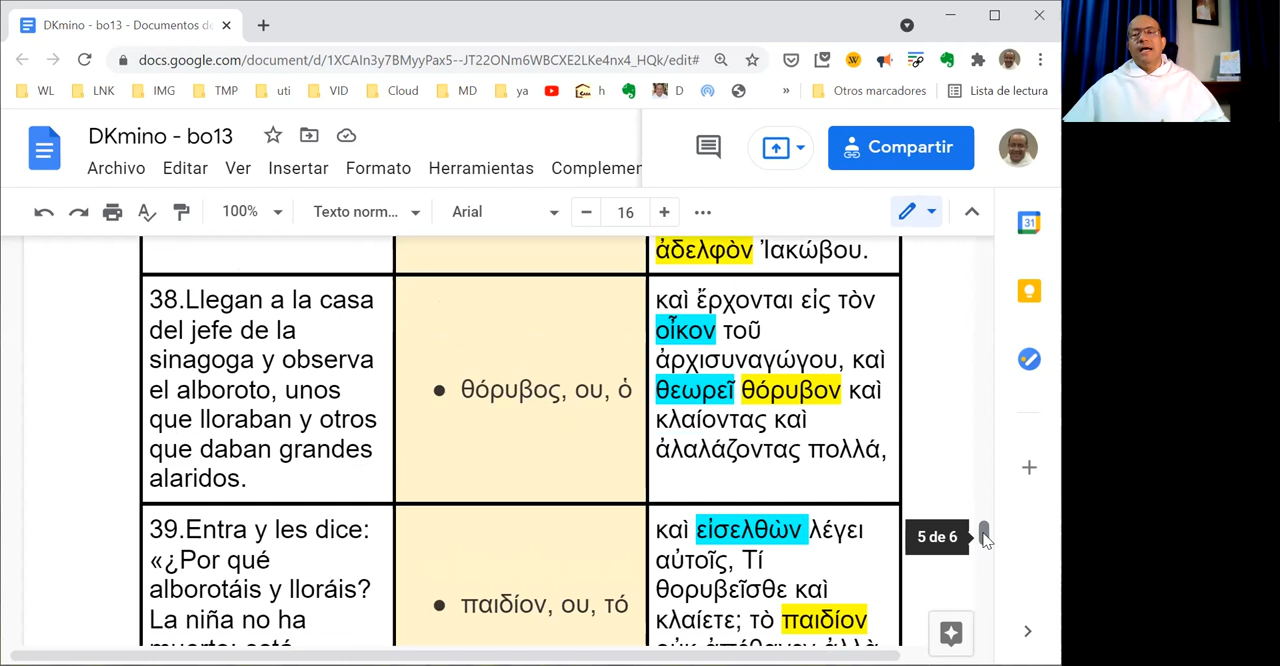 DKmino - bo13 - Documentos de
docs.google.com/document/d/1XCAIn3y7BMyyPax5--JT22ONm6WBCXE2LKe4nx4_HQk/edit#
WL LNK IMG TMP uti VID Cloud MD ya h D » Otros marcadores Lista de lectura
DKmino - bo13
Compartir
Archivo Editar Ver Insertar Formato Herramientas Complemen
100% Texto norm... Arial 16
31
ἀδελφὸν Ἰακώβου.
38.Llegan a la casa
del jefe de la
sinagoga y observa
el alboroto, unos
que lloraban y otros
que daban grandes
alaridos.
● θόρυβος, ου, ὁ
καὶ ἔρχονται εἰς τὸν
οἶκον τοῦ
ἀρχισυναγώγου, καὶ
θεωρεῖ θόρυβον καὶ
κλαίοντας καὶ
ἀλαλάζοντας πολλά,
39.Entra y les dice:
«¿Por qué
alborotáis y lloráis?
La niña no ha
● παιδίον, ου, τό
καὶ εἰσελθὼν λέγει
αὐτοῖς, Τί
θορυβεῖσθε καὶ
κλαίετε; τὸ παιδίον
5 de 6